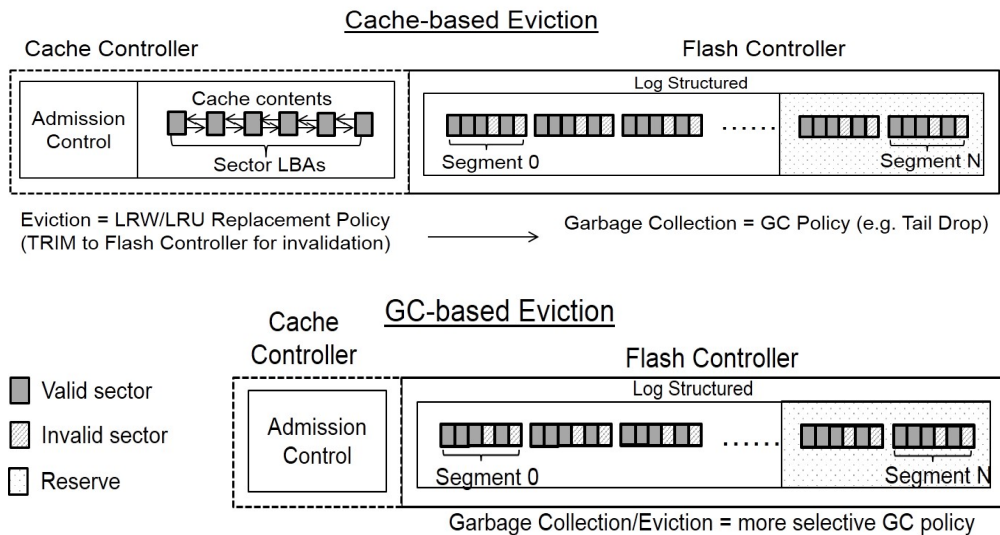 Cache-based Eviction
Cache Controller
Flash Controller
Log Structured
Admission
Control
Cache contents
Sector LBAs
Segment 0
.......
Segment N
Eviction = LRW/LRU Replacement Policy
(TRIM to Flash Controller for invalidation)
Garbage Collection = GC Policy (e.g. Tail Drop)
GC-based Eviction
Cache
Controller
Flash Controller
Log Structured
Valid sector
Invalid sector
Reserve
Admission
Control
Segment 0
.......
Segment N
Garbage Collection/Eviction = more selective GC policy